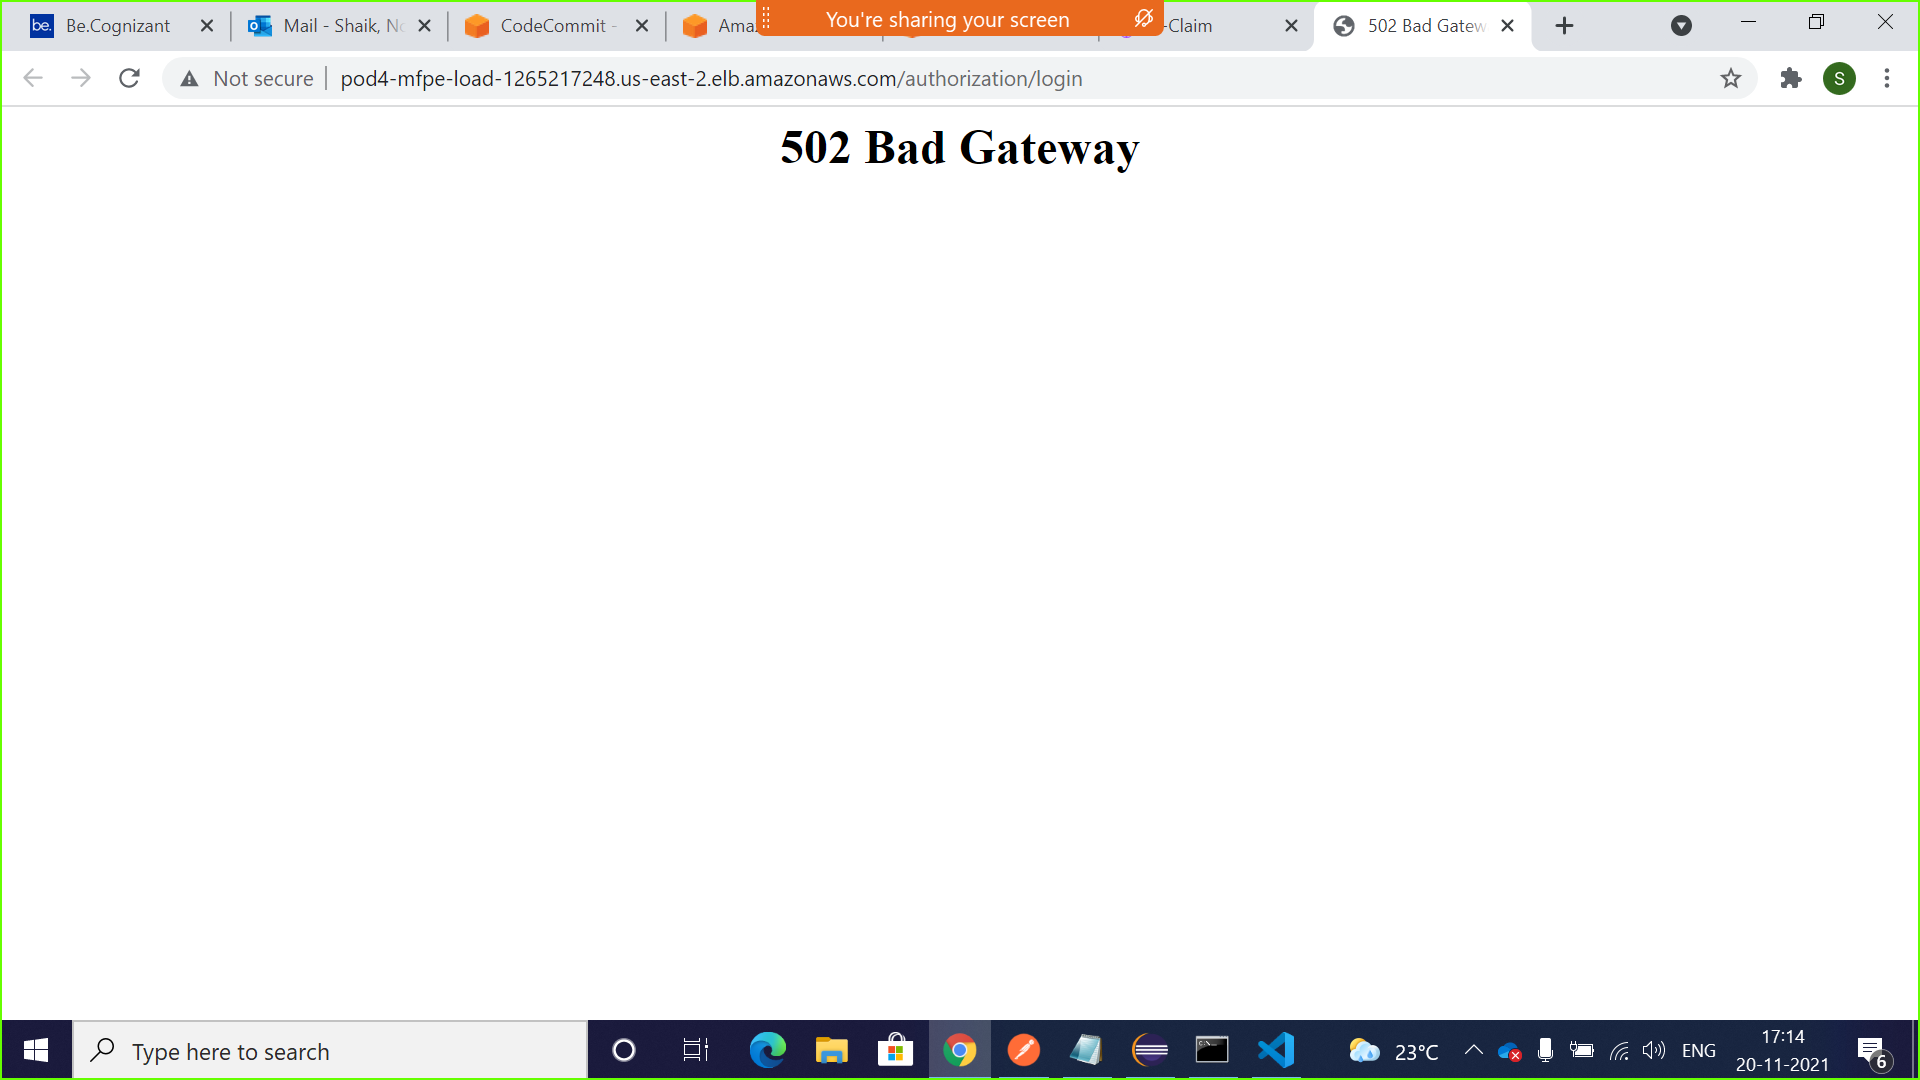 be. Be.Cognizant
Mail - Shaik, No
CodeCommit -
Ama
You're sharing your screen
-Claim
502 Bad Gatew
Not secure
pod4-mfpe-load-1265217248.us-east-2.elb.amazonaws.com/authorization/login
S
502 Bad Gateway
Type here to search
23°C
ENG
17:14
20-11-2021
6